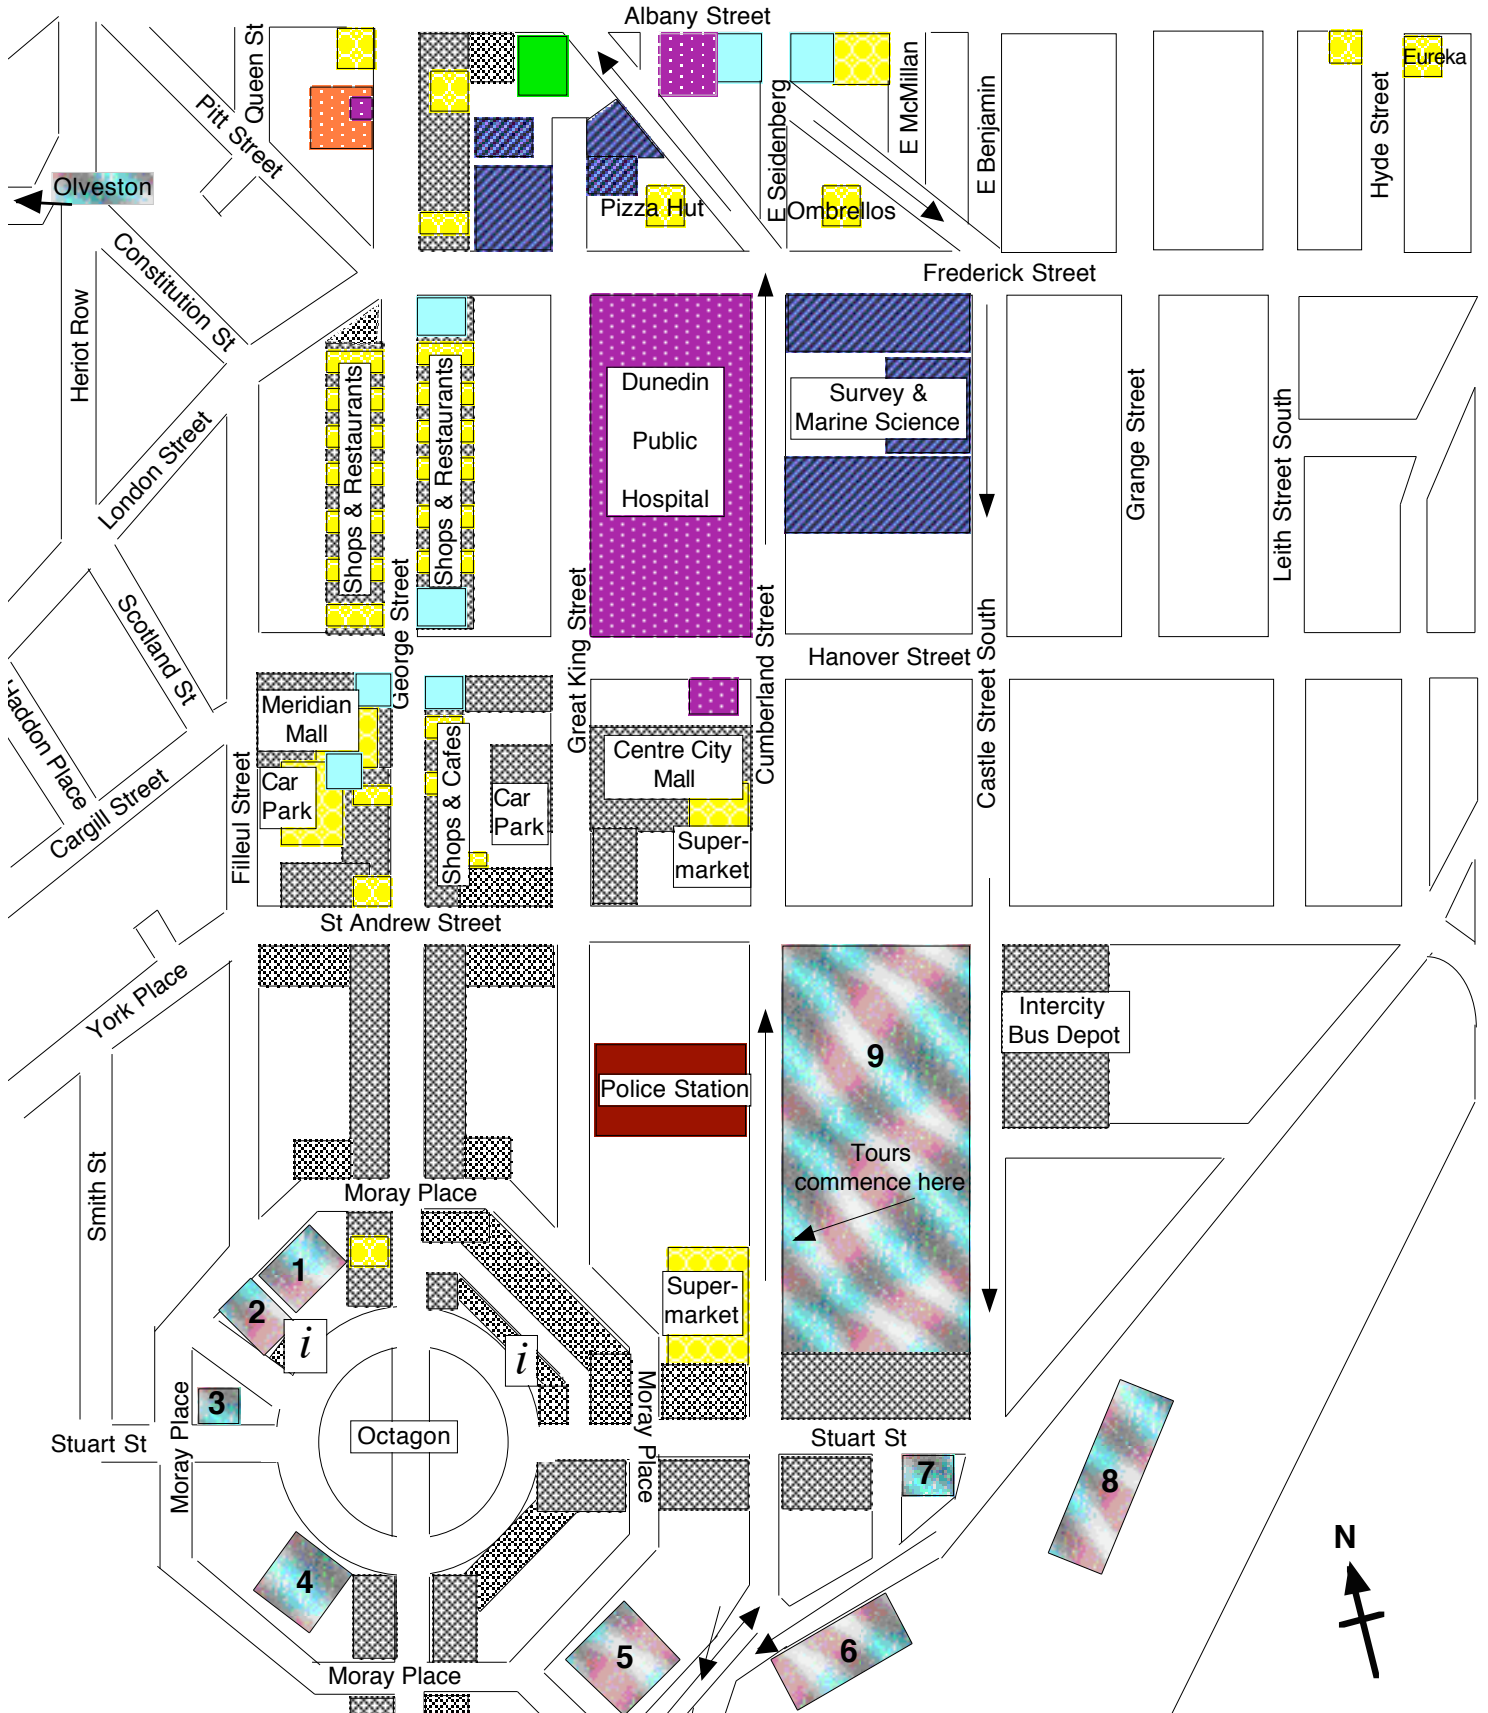 Albany Street
Queen St
Pitt Street
E McMillan
E Seidenberg
E Benjamin
Hyde Street
Eureka
Olveston
Pizza Hut
Ombrellos
Constitution St
Frederick Street
Heriot Row
Shops & Restaurants
Shops & Restaurants
Dunedin
Public
Hospital
Survey &
Marine Science
Grange Street
Leith Street South
London Street
Scotland St
George Street
Great King Street
Cumberland Street
Castle Street South
Hanover Street
Haddon Place
Cargill Street
Filleul Street
Meridian
Mall
Car
Park
Shops & Cafes
Car
Park
Centre City
Mall
Super-
market
St Andrew Street
York Place
Intercity
Bus Depot
9
Police Station
Tours
commence here
Smith St
Moray Place
1
2
i
i
Super-
market
3
Moray Place
Moray Place
Stuart St
Octagon
Stuart St
7
8
4
N
5
6
Moray Place